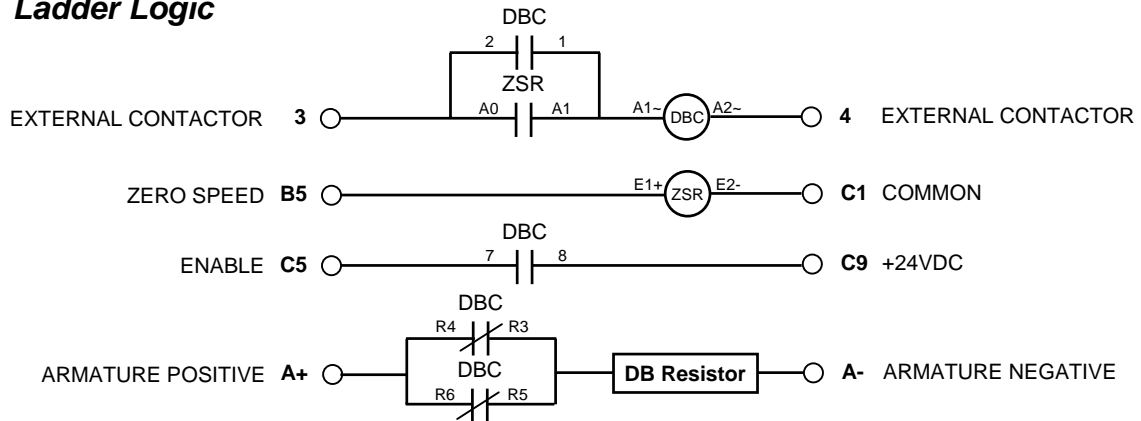 Ladder Logic
DBC
2 1
ZSR
EXTERNAL CONTACTOR 3 A0 A1 A1~ DBC A2~ 4 EXTERNAL CONTACTOR
ZERO SPEED B5 E1+ ZSR E2- C1 COMMON
DBC
ENABLE C5 7 8 C9 +24VDC
DBC
R4 R3
ARMATURE POSITIVE A+ DBC DB Resistor A- ARMATURE NEGATIVE
R6 R5